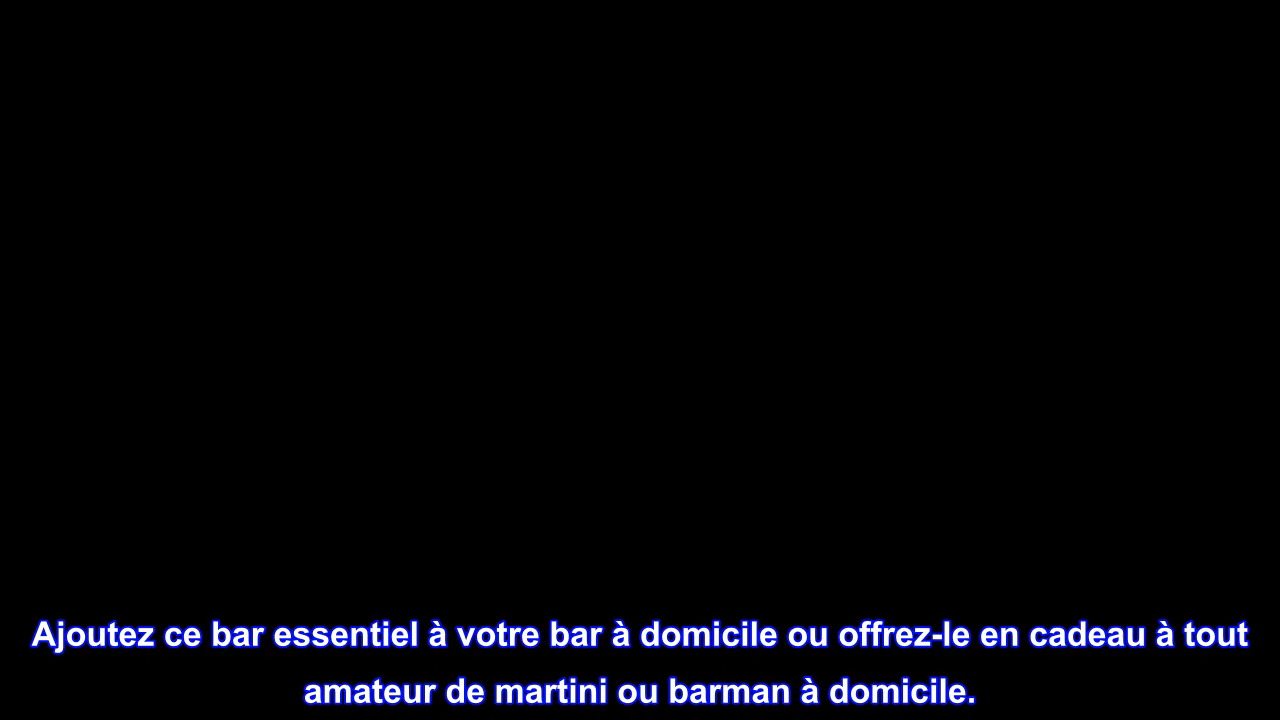 Ajoutez ce bar essentiel à votre bar à domicile ou offrez-le en cadeau à tout
amateur de martini ou barman à domicile.